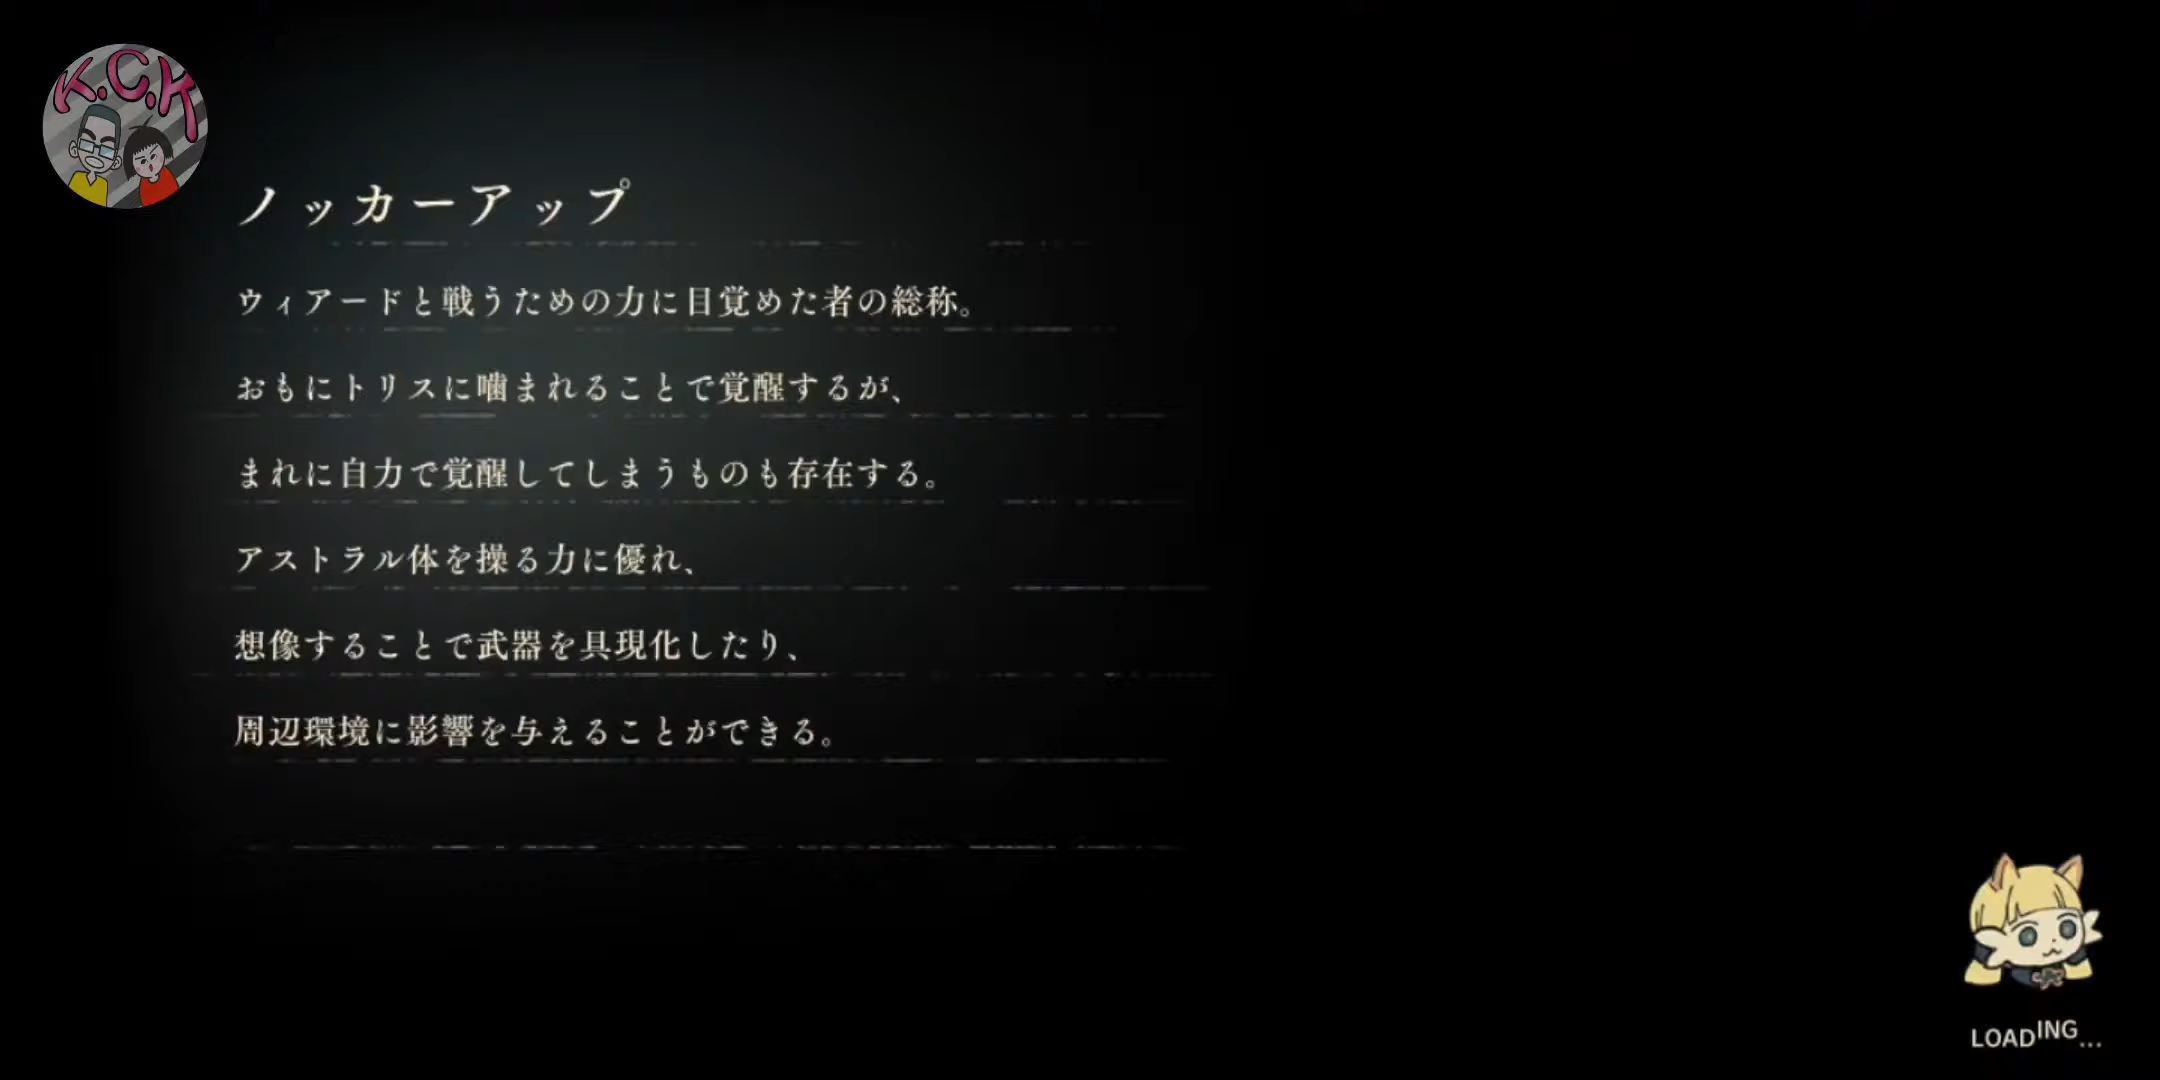 K.C.K
ノッカーアップ
ウィアードと戦うための力に目覚めた者の総称。
おもにトリスに噛まれることで覚醒するが、
まれに自力で覚醒してしまうものも存在する。
アストラル体を操る力に優れ、
想像することで武器を具現化したり、
周辺環境に影響を与えることができる。
LOADING...